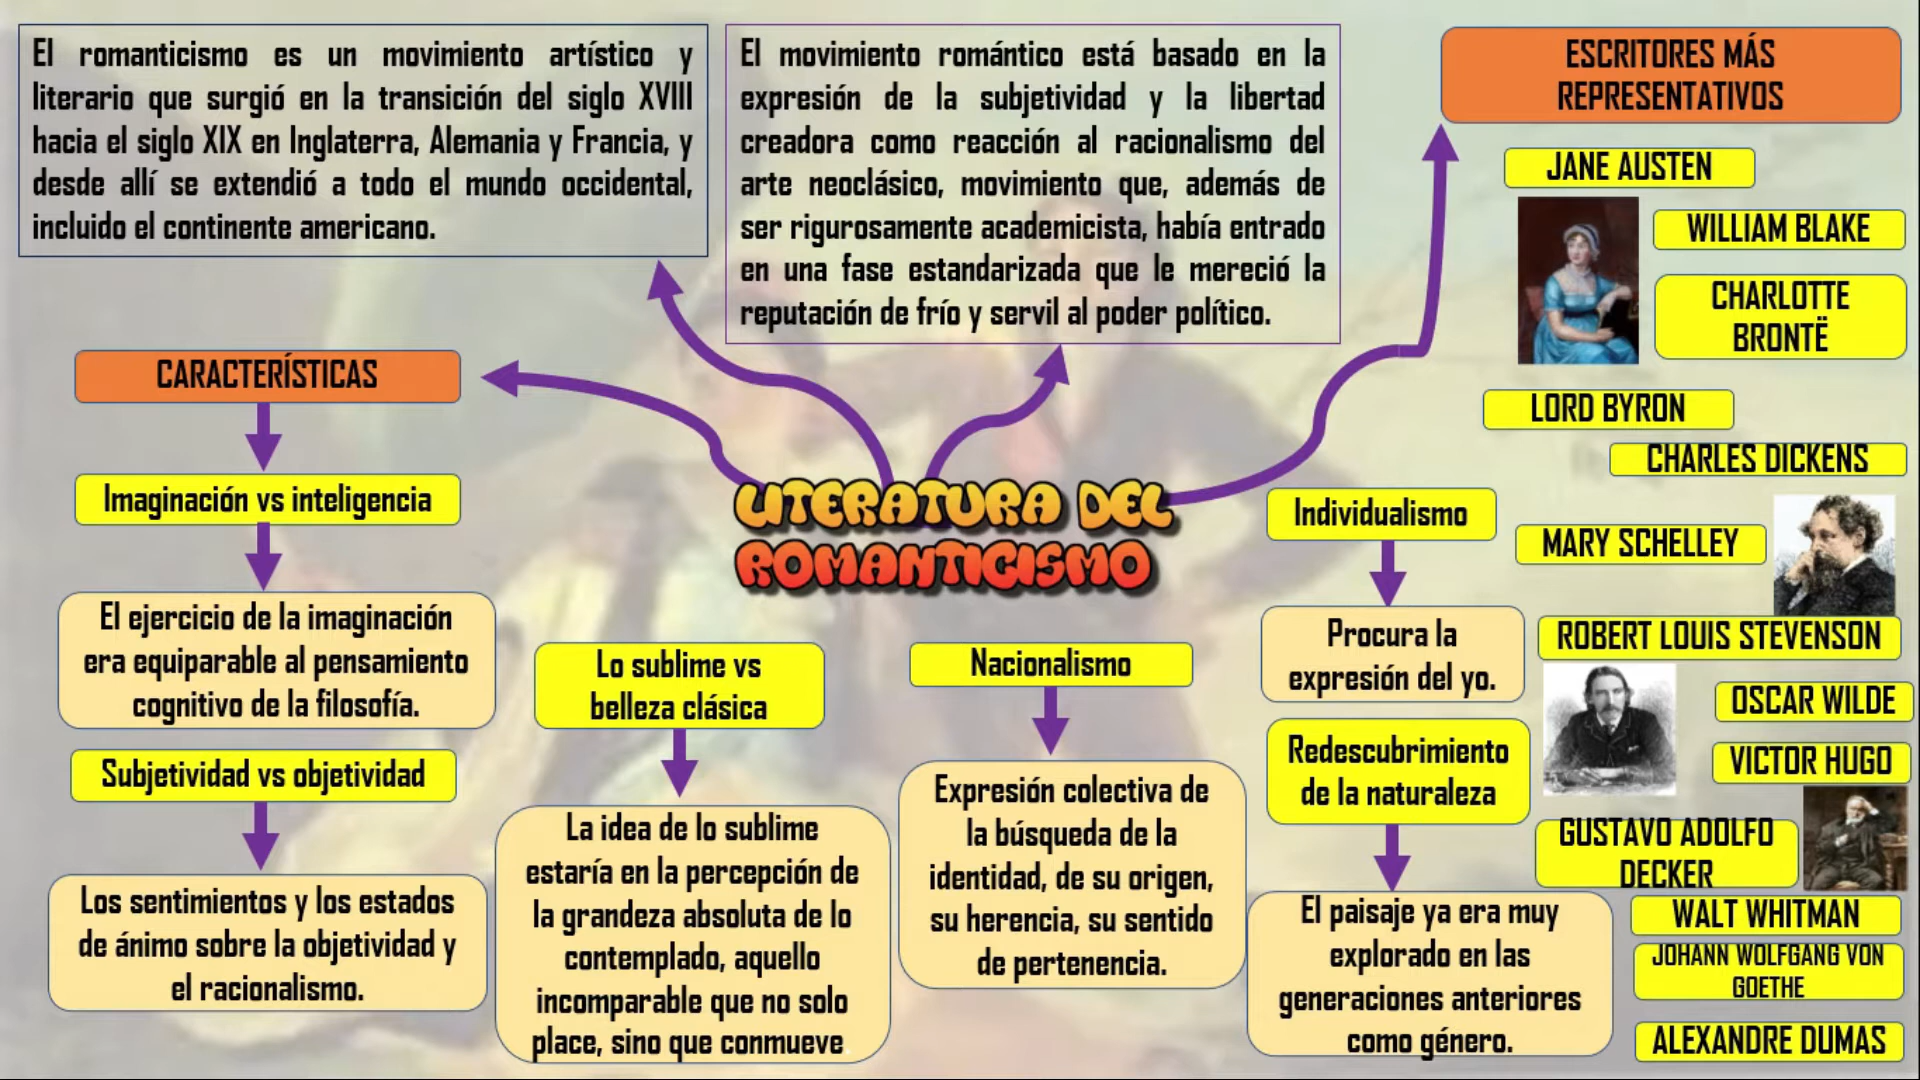 El romanticismo es un movimiento artístico y
literario que surgió en la transición del siglo XVIII
hacia el siglo XIX en Inglaterra, Alemania y Francia, y
desde allí se extendió a todo el mundo occidental,
incluido el continente americano.
El movimiento romántico está basado en la
expresión de la subjetividad y la libertad
creadora como reacción al racionalismo del
arte neoclásico, movimiento que, además de
ser rigurosamente academicista, había entrado
en una fase estandarizada que le mereció la
reputación de frío y servil al poder político.
LITERATURA DEL
ROMANTICISMO
CARACTERÍSTICAS
Imaginación vs inteligencia
El ejercicio de la imaginación
era equiparable al pensamiento
cognitivo de la filosofía.
Subjetividad vs objetividad
Los sentimientos y los estados
de ánimo sobre la objetividad y
el racionalismo.
Lo sublime vs
belleza clásica
La idea de lo sublime
estaría en la percepción de
la grandeza absoluta de lo
contemplado, aquello
incomparable que no solo
place, sino que conmueve
Nacionalismo
Expresión colectiva de
la búsqueda de la
identidad, de su origen,
su herencia, su sentido
de pertenencia.
Individualismo
Procura la
expresión del yo.
Redescubrimiento
de la naturaleza
El paisaje ya era muy
explorado en las
generaciones anteriores
como género.
ESCRITORES MÁS
REPRESENTATIVOS
JANE AUSTEN
WILLIAM BLAKE
CHARLOTTE
BRONTË
LORD BYRON
CHARLES DICKENS
MARY SCHELLEY
ROBERT LOUIS STEVENSON
OSCAR WILDE
VICTOR HUGO
GUSTAVO ADOLFO
DECKER
WALT WHITMAN
JOHANN WOLFGANG VON
GOETHE
ALEXANDRE DUMAS